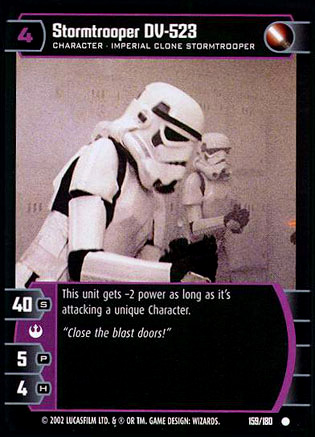 4 Stormtrooper DV-523
CHARACTER · IMPERIAL CLONE STORMTROOPER
40 S
This unit gets -2 power as long as it's
attacking a unique Character.
"Close the blast doors!"
5 P
4 H
© 2002 LUCASFILM LTD. & ® OR TM. GAME DESIGN: WIZARDS.
159/180